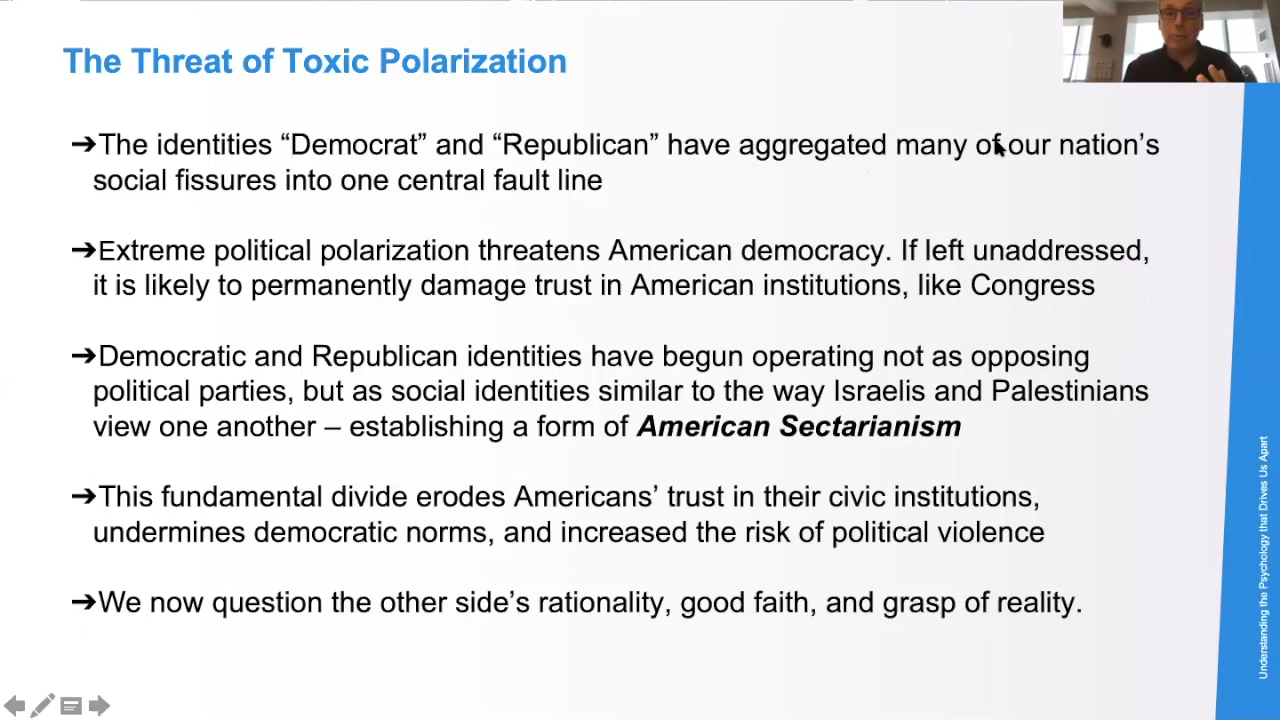 The Threat of Toxic Polarization
➔The identities “Democrat” and “Republican” have aggregated many of our nation’s
social fissures into one central fault line
➔Extreme political polarization threatens American democracy. If left unaddressed,
it is likely to permanently damage trust in American institutions, like Congress
➔Democratic and Republican identities have begun operating not as opposing
political parties, but as social identities similar to the way Israelis and Palestinians
view one another – establishing a form of American Sectarianism
➔This fundamental divide erodes Americans’ trust in their civic institutions,
undermines democratic norms, and increased the risk of political violence
➔We now question the other side’s rationality, good faith, and grasp of reality.
Understanding the Psychology that Drives Us Apart